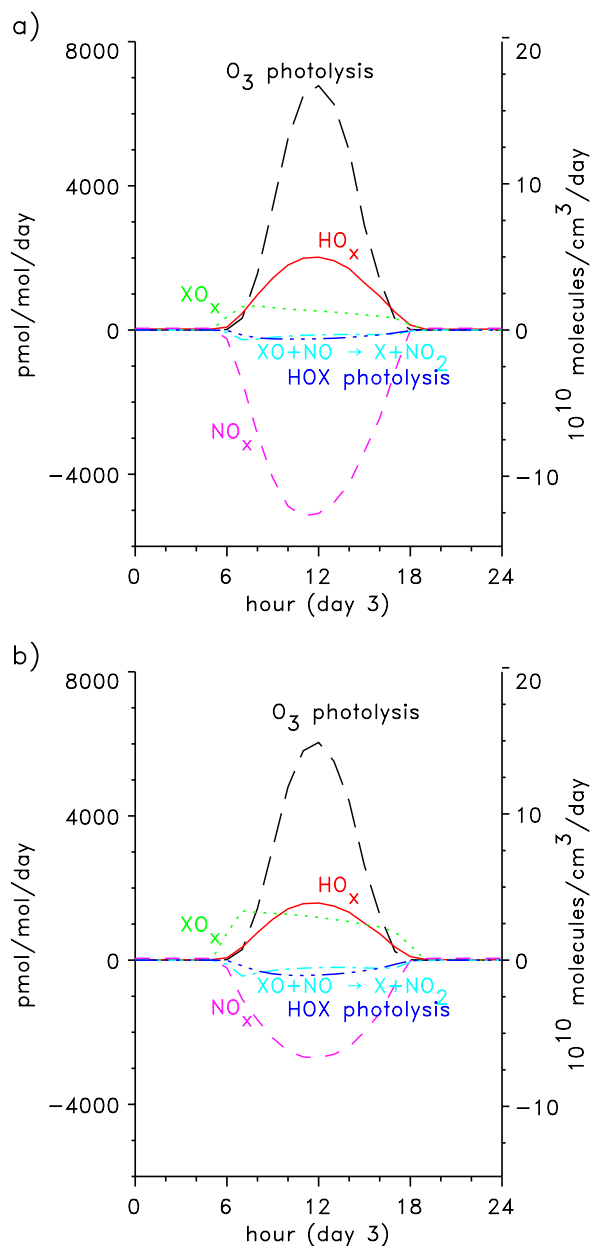 a)
8000
20
O3 photolysis
4000
10
HOx
XOx
0
0
XO+NO → X+NO2
HOX photolysis
NOx
−4000
−10
pmol/mol/day
10^10 molecules/cm^3/day
0 6 12 18 24
hour (day 3)
b)
8000
20
O3 photolysis
4000
10
HOx
XOx
0
0
XO+NO → X+NO2
HOX photolysis
NOx
−4000
−10
pmol/mol/day
10^10 molecules/cm^3/day
0 6 12 18 24
hour (day 3)